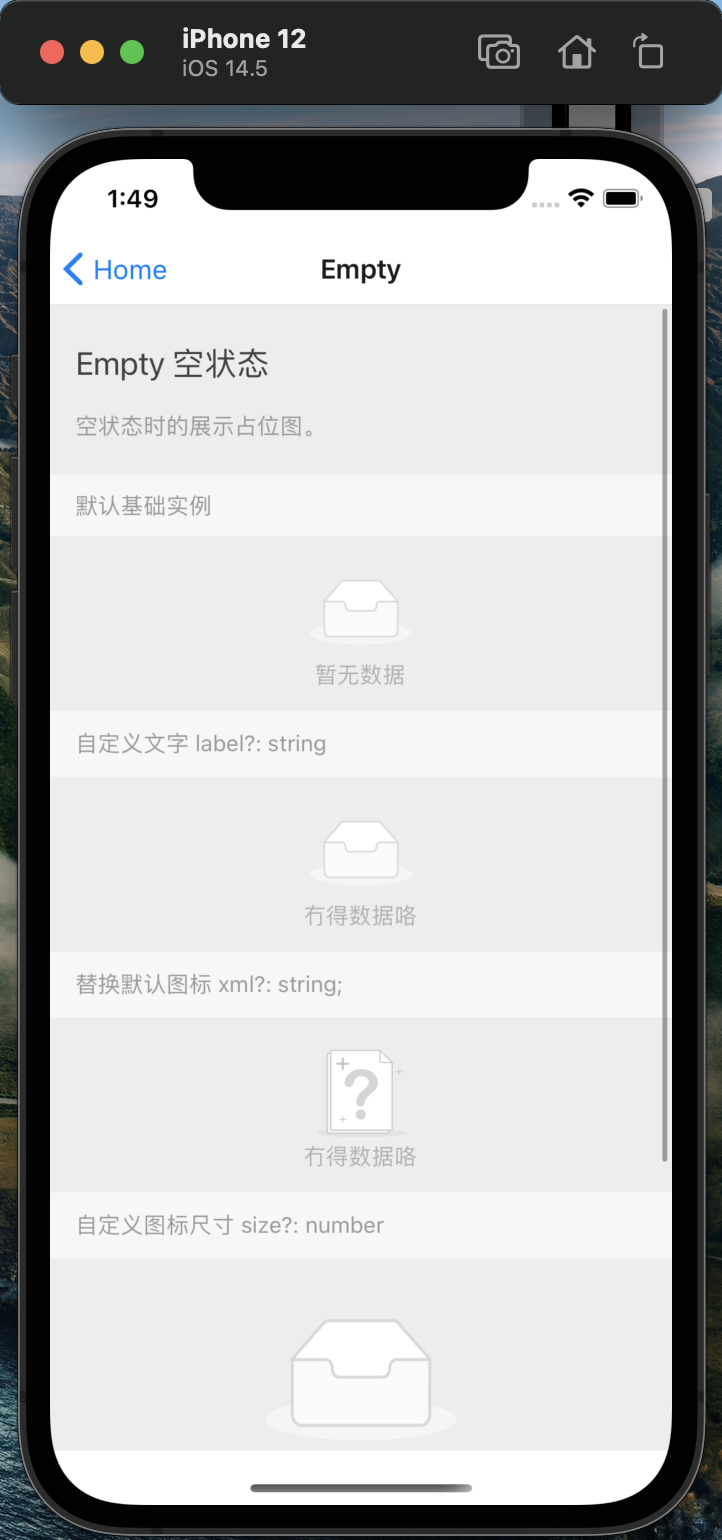 iPhone 12
iOS 14.5
1:49
Home
Empty
Empty 空状态
空状态时的展示占位图。
默认基础实例
暂无数据
自定义文字 label?: string
冇得数据咯
替换默认图标 xml?: string;
?
冇得数据咯
自定义图标尺寸 size?: number